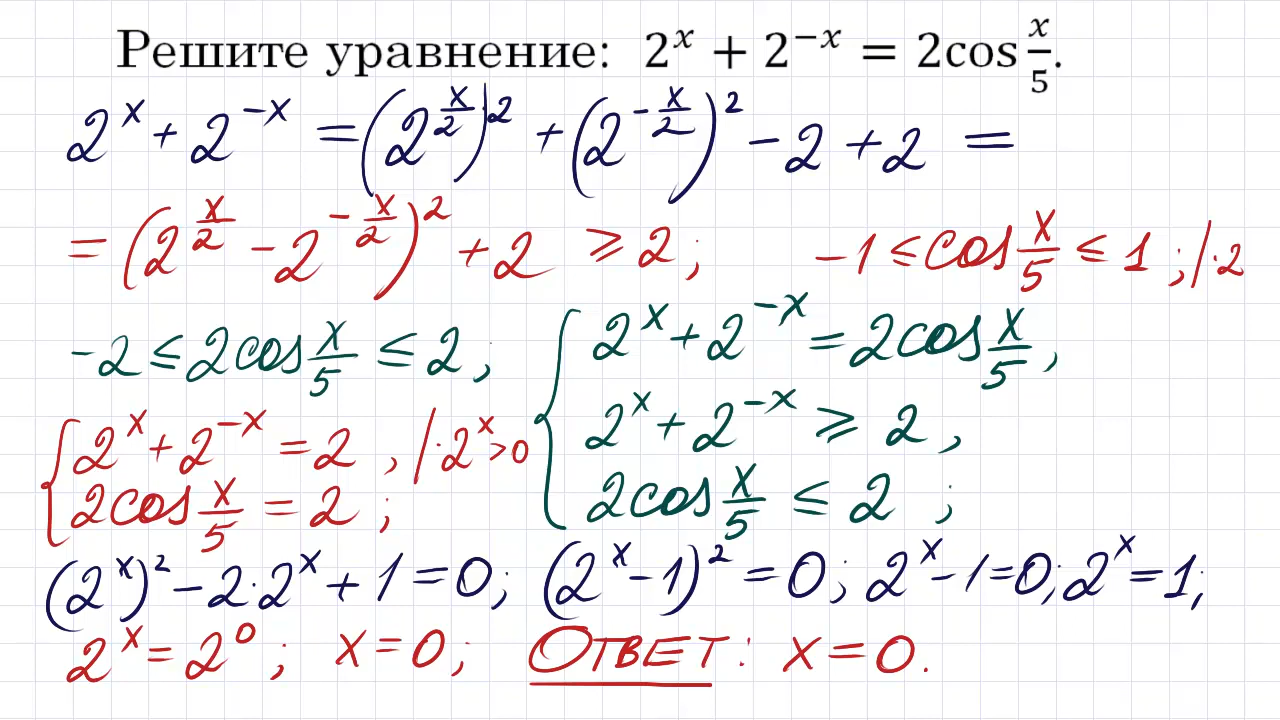 Решите уравнение: 2^x + 2^{-x} = 2cos x/5.
2^x + 2^{-x} = (2^{x/2})^2 + (2^{-x/2})^2 - 2 + 2 =
= (2^{x/2} - 2^{-x/2})^2 + 2 ⩾ 2; -1 ≤ cos x/5 ≤ 1; /·2
-2 ≤ 2cos x/5 ≤ 2; { 2^x + 2^{-x} = 2cos x/5,
2^x + 2^{-x} ⩾ 2,
2cos x/5 ≤ 2;
{ 2^x + 2^{-x} = 2, /·2^x > 0
2cos x/5 = 2;
(2^x)^2 - 2·2^x + 1 = 0; (2^x - 1)^2 = 0; 2^x - 1 = 0; 2^x = 1;
2^x = 2^0; x = 0; ОТВЕТ: x = 0.